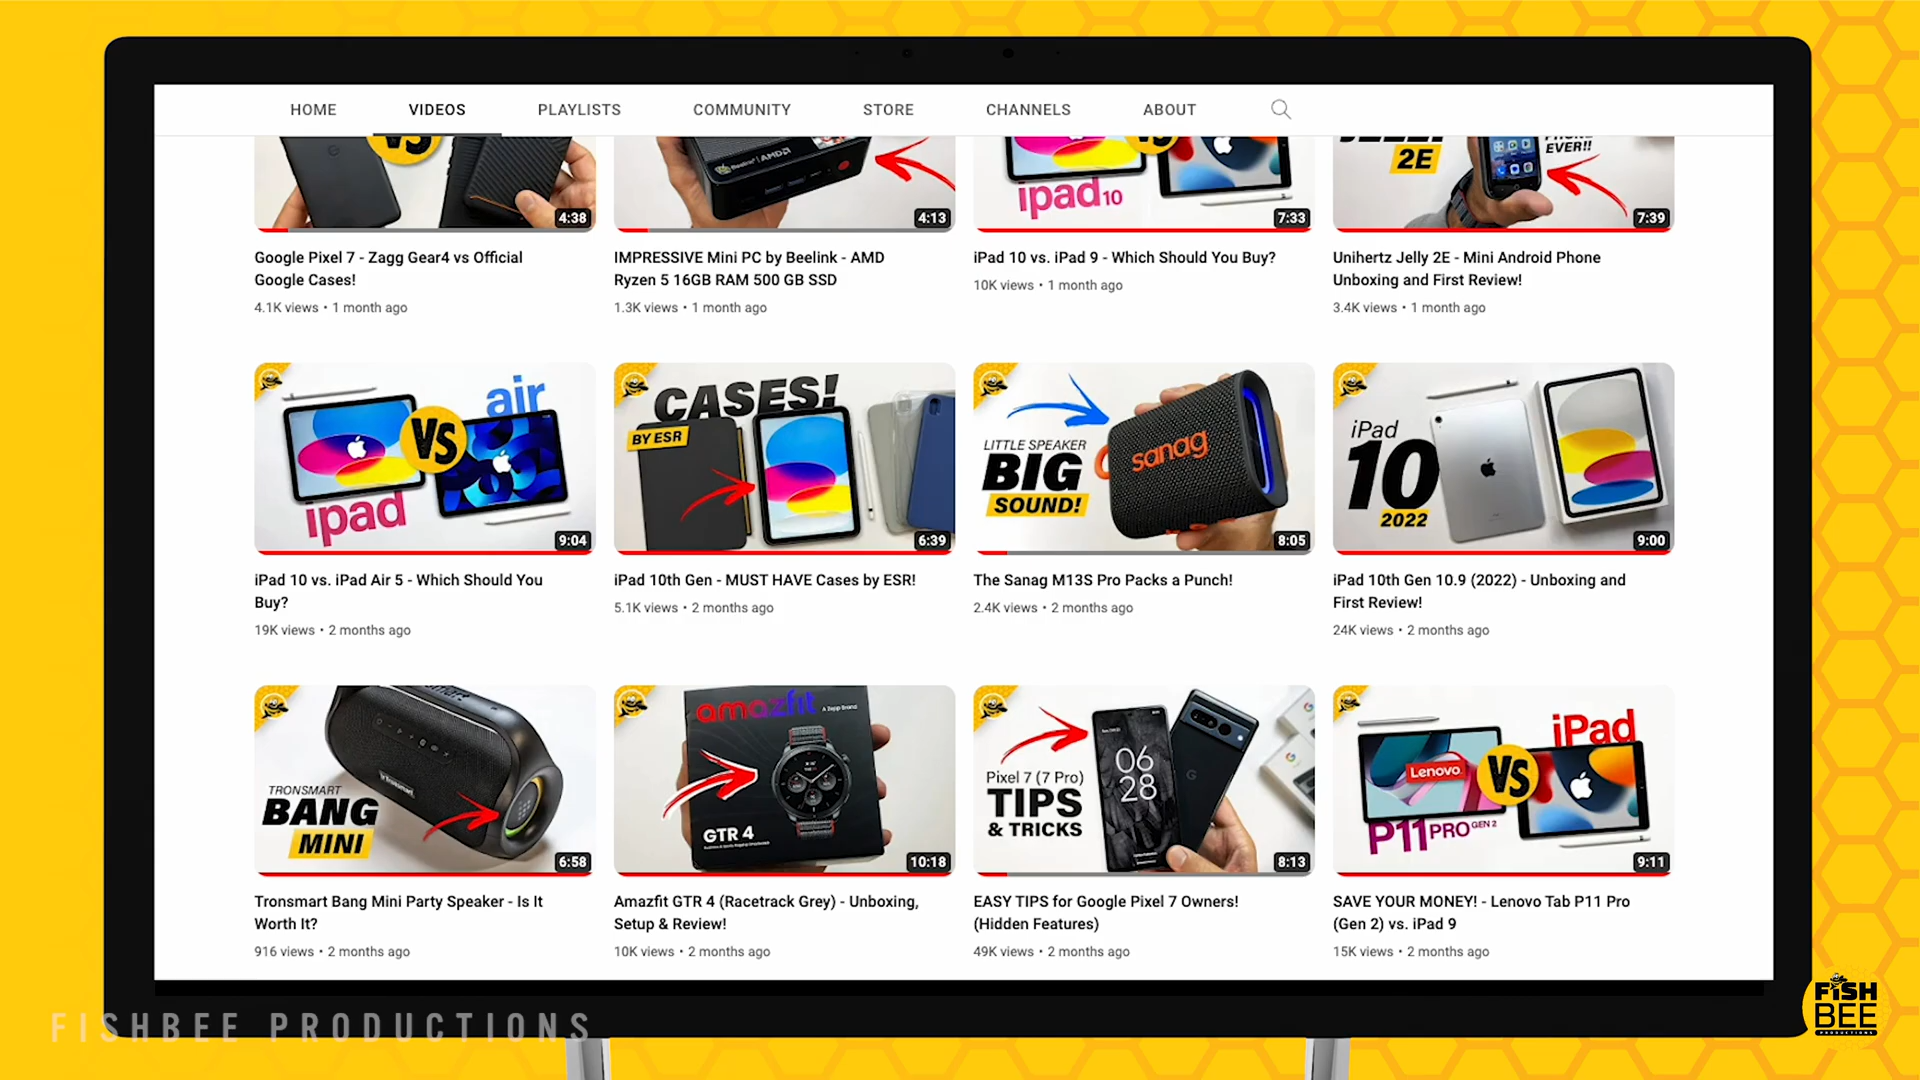 HOME VIDEOS PLAYLISTS COMMUNITY STORE CHANNELS ABOUT
VS
Beelink AMD
ipad 10
VS
2E
PHONE
EVER!!
4:38
4:13
7:33
7:39
Google Pixel 7 - Zagg Gear4 vs Official
Google Cases!
4.1K views • 1 month ago
IMPRESSIVE Mini PC by Beelink - AMD
Ryzen 5 16GB RAM 500 GB SSD
1.3K views • 1 month ago
iPad 10 vs. iPad 9 - Which Should You Buy?
10K views • 1 month ago
Unihertz Jelly 2E - Mini Android Phone
Unboxing and First Review!
3.4K views • 1 month ago
air
VS
ipad
9:04
CASES!
BY ESR
6:39
LITTLE SPEAKER
BIG
SOUND!
sanag
8:05
iPad
10
2022
9:00
iPad 10 vs. iPad Air 5 - Which Should You
Buy?
19K views • 2 months ago
iPad 10th Gen - MUST HAVE Cases by ESR!
5.1K views • 2 months ago
The Sanag M13S Pro Packs a Punch!
2.4K views • 2 months ago
iPad 10th Gen 10.9 (2022) - Unboxing and
First Review!
24K views • 2 months ago
Tronsmart
TRONSMART
BANG
MINI
6:58
amazfit
A Zepp Brand
GTR 4
10:18
Pixel 7 (7 Pro)
TIPS
& TRICKS
06
28
8:13
iPad
Lenovo
VS
P11 PRO GEN 2
9:11
Tronsmart Bang Mini Party Speaker - Is It
Worth It?
916 views • 2 months ago
Amazfit GTR 4 (Racetrack Grey) - Unboxing,
Setup & Review!
10K views • 2 months ago
EASY TIPS for Google Pixel 7 Owners!
(Hidden Features)
49K views • 2 months ago
SAVE YOUR MONEY! - Lenovo Tab P11 Pro
(Gen 2) vs. iPad 9
15K views • 2 months ago
FISHBEE PRODUCTIONS
FISH
BEE
PRODUCTIONS